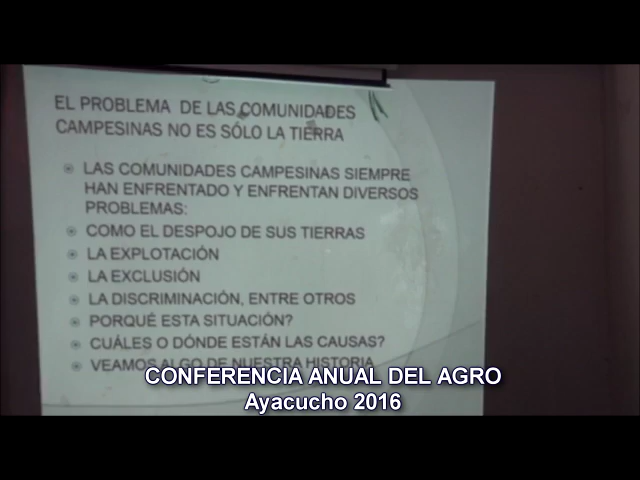 EL PROBLEMA DE LAS COMUNIDADES
CAMPESINAS NO ES SÓLO LA TIERRA
LAS COMUNIDADES CAMPESINAS SIEMPRE
HAN ENFRENTADO Y ENFRENTAN DIVERSOS
PROBLEMAS:
COMO EL DESPOJO DE SUS TIERRAS
LA EXPLOTACIÓN
LA EXCLUSIÓN
LA DISCRIMINACIÓN, ENTRE OTROS
PORQUÉ ESTA SITUACIÓN?
CUÁLES O DÓNDE ESTÁN LAS CAUSAS?
VEAMOS ALGO DE NUESTRA HISTORIA
CONFERENCIA ANUAL DEL AGRO
Ayacucho 2016